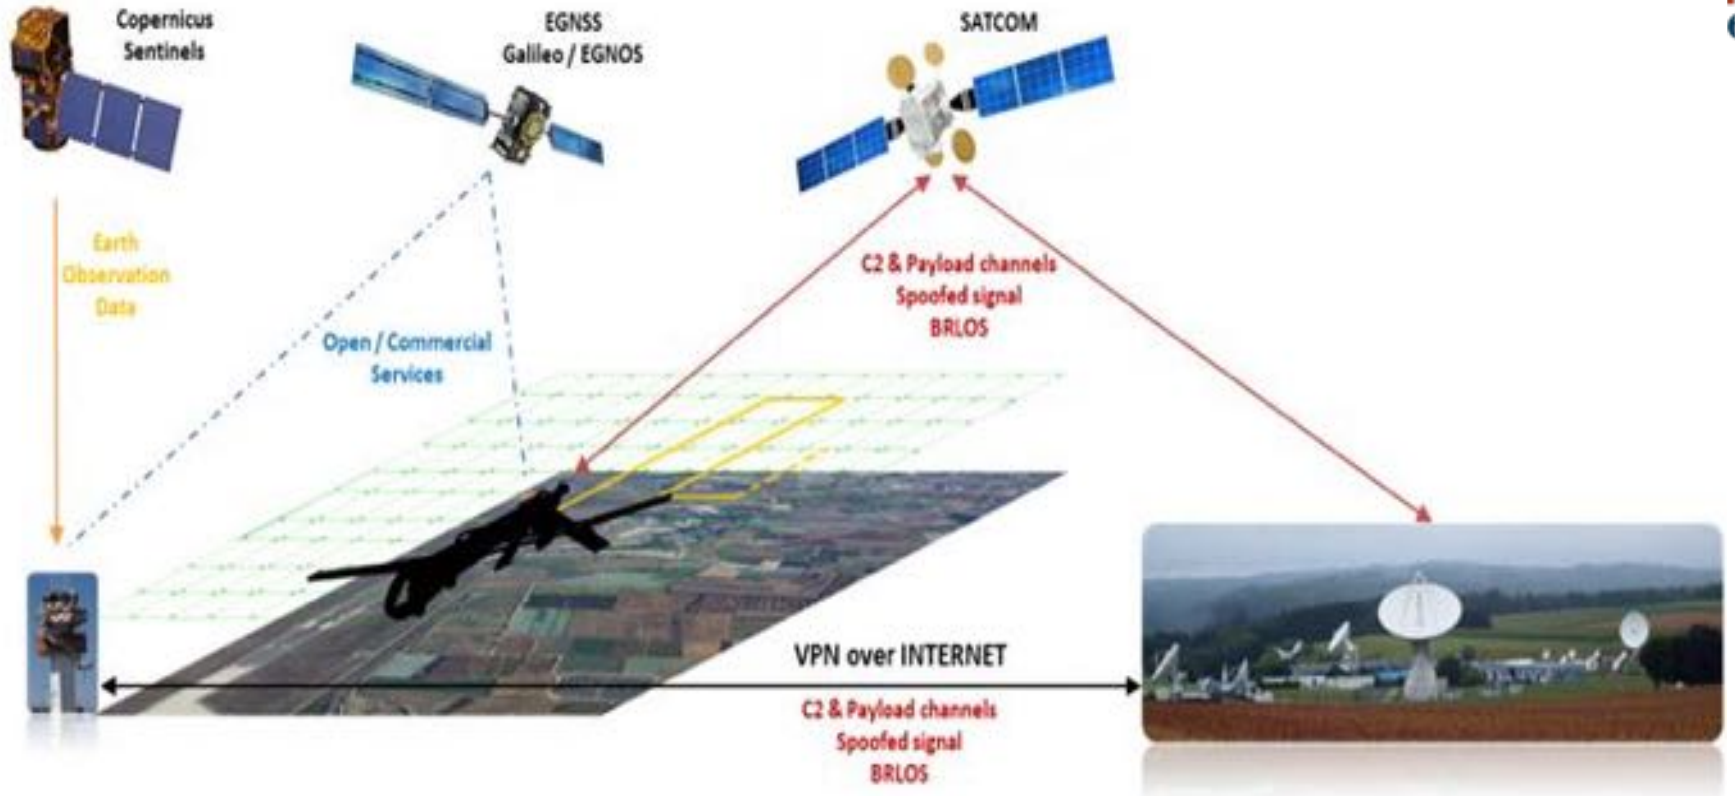 Copernicus
Sentinels
EGNSS
Galileo / EGNOS
SATCOM
Earth
Observation
Data
Open / Commercial
Services
C2 & Payload channels
Spoofed signal
BRLOS
VPN over INTERNET
C2 & Payload channels
Spoofed signal
BRLOS